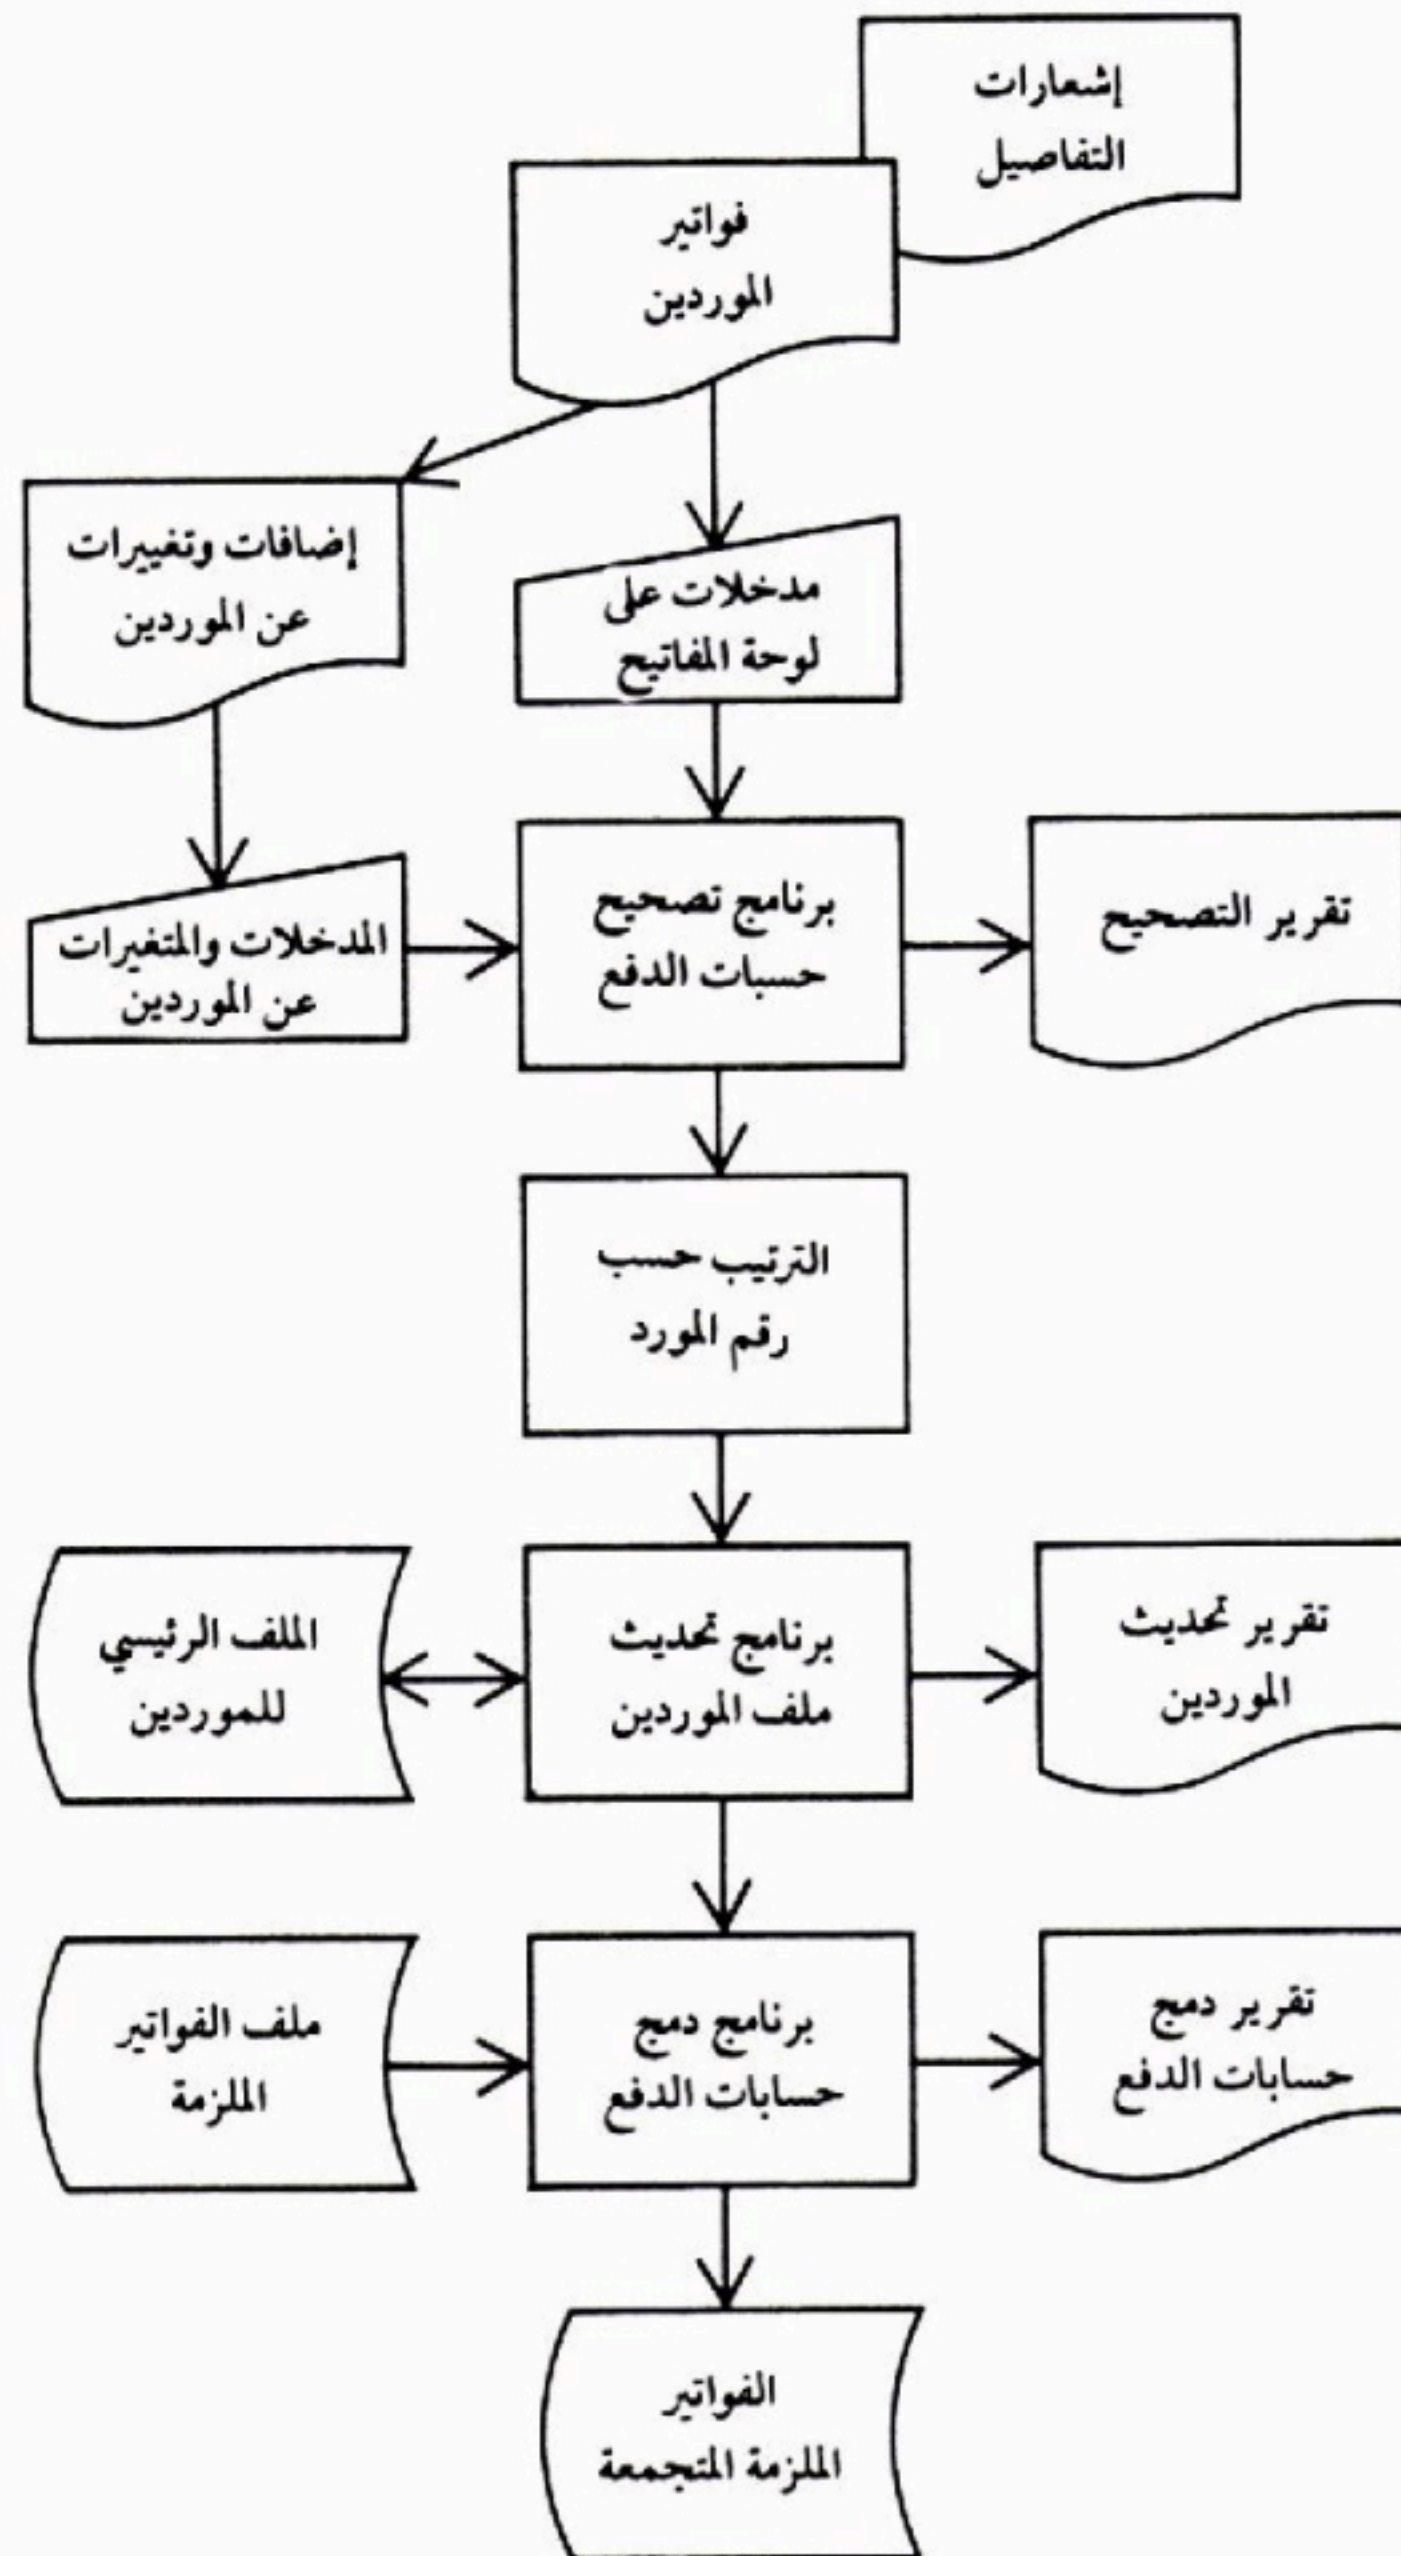 إشعارات
التفاصيل
فواتير
الموردين
إضافات وتغييرات
عن الموردين
مدخلات على
لوحة المفاتيح
المدخلات والمتغيرات
عن الموردين
برنامج تصحيح
حسبات الدفع
تقرير التصحيح
الترتيب حسب
رقم المورد
الملف الرئيسي
للموردين
برنامج تحديث
ملف الموردين
تقرير تحديث
الموردين
ملف الفواتير
الملزمة
برنامج دمج
حسابات الدفع
تقرير دمج
حسابات الدفع
الفواتير
الملزمة المتجمعة